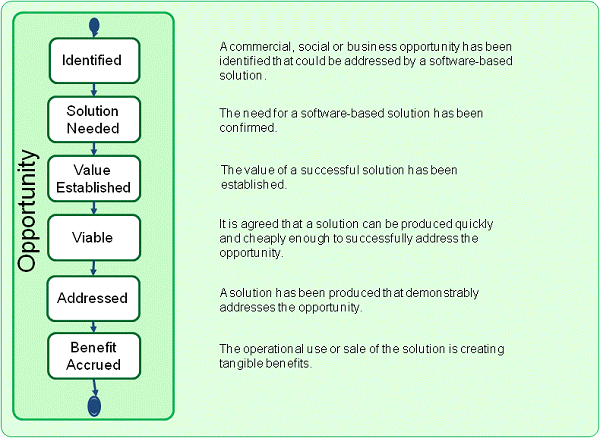 Opportunity
Identified
A commercial, social or business opportunity has been
identified that could be addressed by a software-based
solution.
Solution
Needed
The need for a software-based solution has been
confirmed.
Value
Established
The value of a successful solution has been
established.
Viable
It is agreed that a solution can be produced quickly
and cheaply enough to successfully address the
opportunity.
Addressed
A solution has been produced that demonstrably
addresses the opportunity.
Benefit
Accrued
The operational use or sale of the solution is creating
tangible benefits.